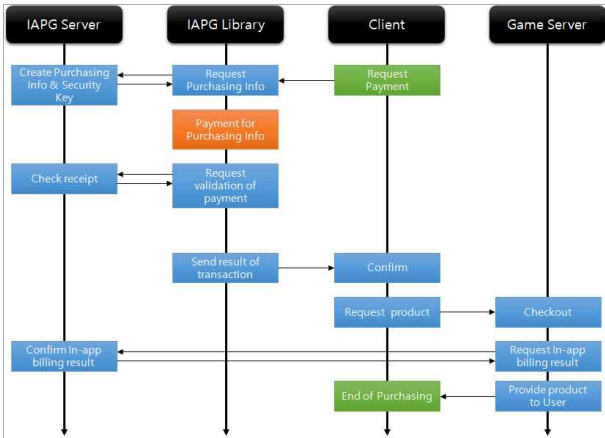 IAPG Server
IAPG Library
Client
Game Server
Create Purchasing
Info & Security
Key
Request
Purchasing Info
Request
Payment
Payment for
Purchasing Info
Check receipt
Request
validation of
payment
Send result of
transaction
Confirm
Request product
Checkout
Confirm In-app
billing result
Request In-app
billing result
End of Purchasing
Provide product
to User